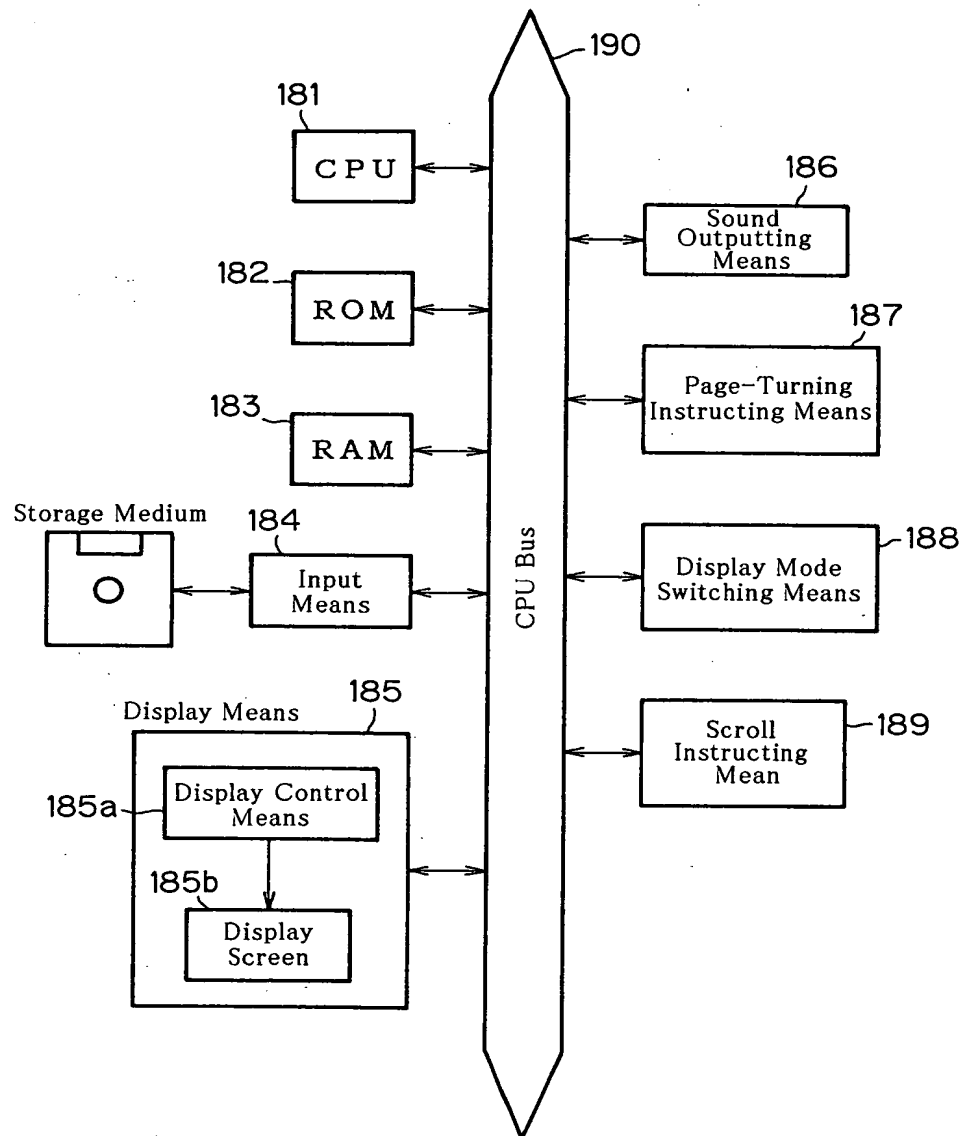 190
181
CPU
186
Sound
Outputting
Means
182
ROM
187
Page-Turning
Instructing Means
183
RAM
Storage Medium
184
Input
Means
CPU Bus
188
Display Mode
Switching Means
185
Display Means
189
Scroll
Instructing
Mean
185a
Display Control
Means
185b
Display
Screen